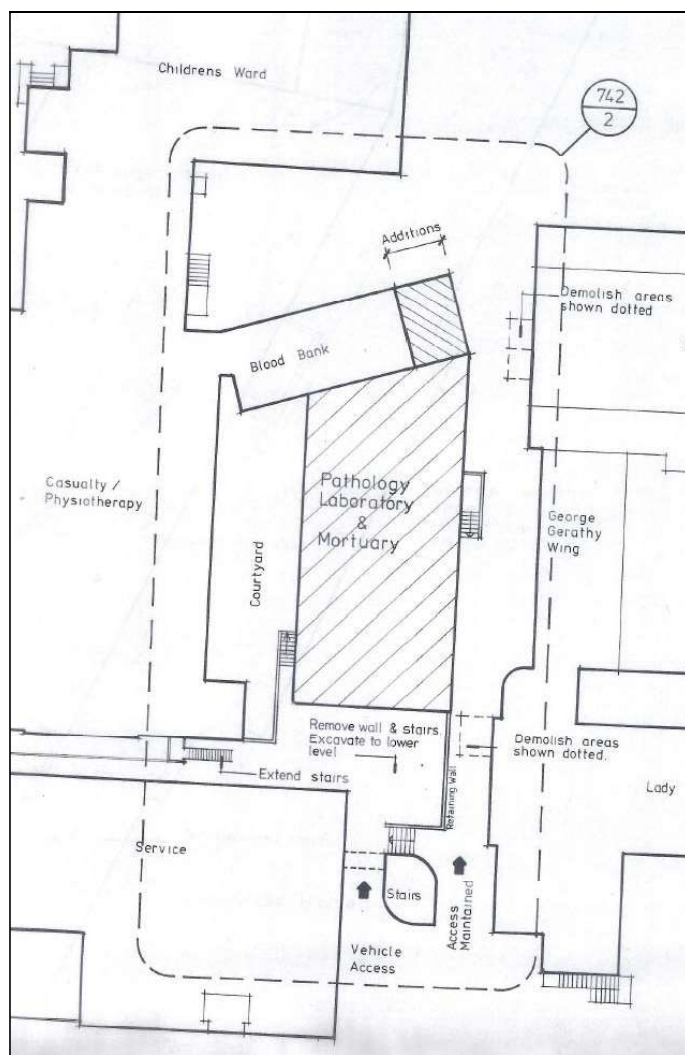 Childrens Ward
742
2
Additions
Demolish areas
shown dotted
Blood Bank
Casualty /
Physiotherapy
Pathology
Laboratory
&
Mortuary
George
Gerathy
Wing
Courtyard
Remove wall & stairs
Excavate to lower
level
Demolish areas
shown dotted.
Extend stairs
Retaining Wall
Lady
Service
Stairs
Access
Maintained
Vehicle
Access